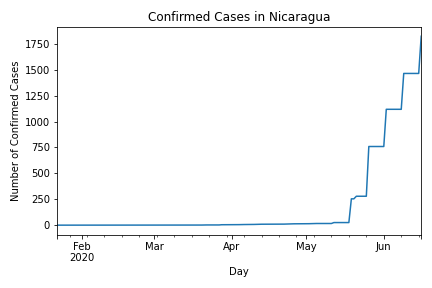 Confirmed Cases in Nicaragua
Number of Confirmed Cases
1750
1500
1250
1000
750
500
250
0
Feb
2020
Mar
Apr
May
Jun
Day